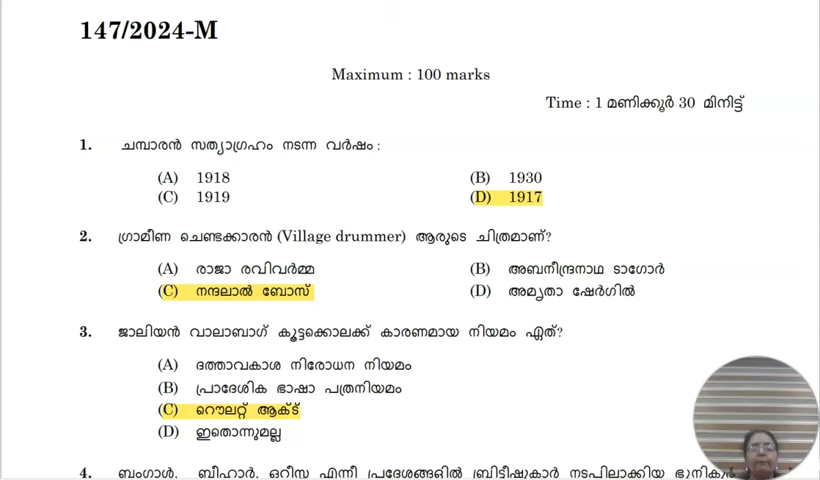 147/2024-M
Maximum : 100 marks
Time : 1 മണിക്കൂർ 30 മിനിട്ട്
1. ചമ്പാരൻ സത്യാഗ്രഹം നടന്ന വർഷം :
(A) 1918 (B) 1930
(C) 1919 (D) 1917
2. ഗ്രാമീണ ചെണ്ടക്കാരൻ (Village drummer) ആരുടെ ചിത്രമാണ്?
(A) രാജാ രവിവർമ്മ (B) അബനീന്ദ്രനാഥ ടാഗോർ
(C) നന്ദലാൽ ബോസ് (D) അമൃതാ ഷേർഗിൽ
3. ജാലിയൻ വാലാബാഗ് കൂട്ടക്കൊലക്ക് കാരണമായ നിയമം ഏത്?
(A) ദത്താവകാശ നിരോധന നിയമം
(B) പ്രാദേശിക ഭാഷാ പത്രനിയമം
(C) റൌലറ്റ് ആക്ട്
(D) ഇതൊന്നുമല്ല
4. ബംഗാൾ, ബീഹാർ, ഒറീസ എന്നീ പ്രദേശങ്ങളിൽ ബ്രിട്ടീഷുകാർ നടപ്പിലാക്കിയ